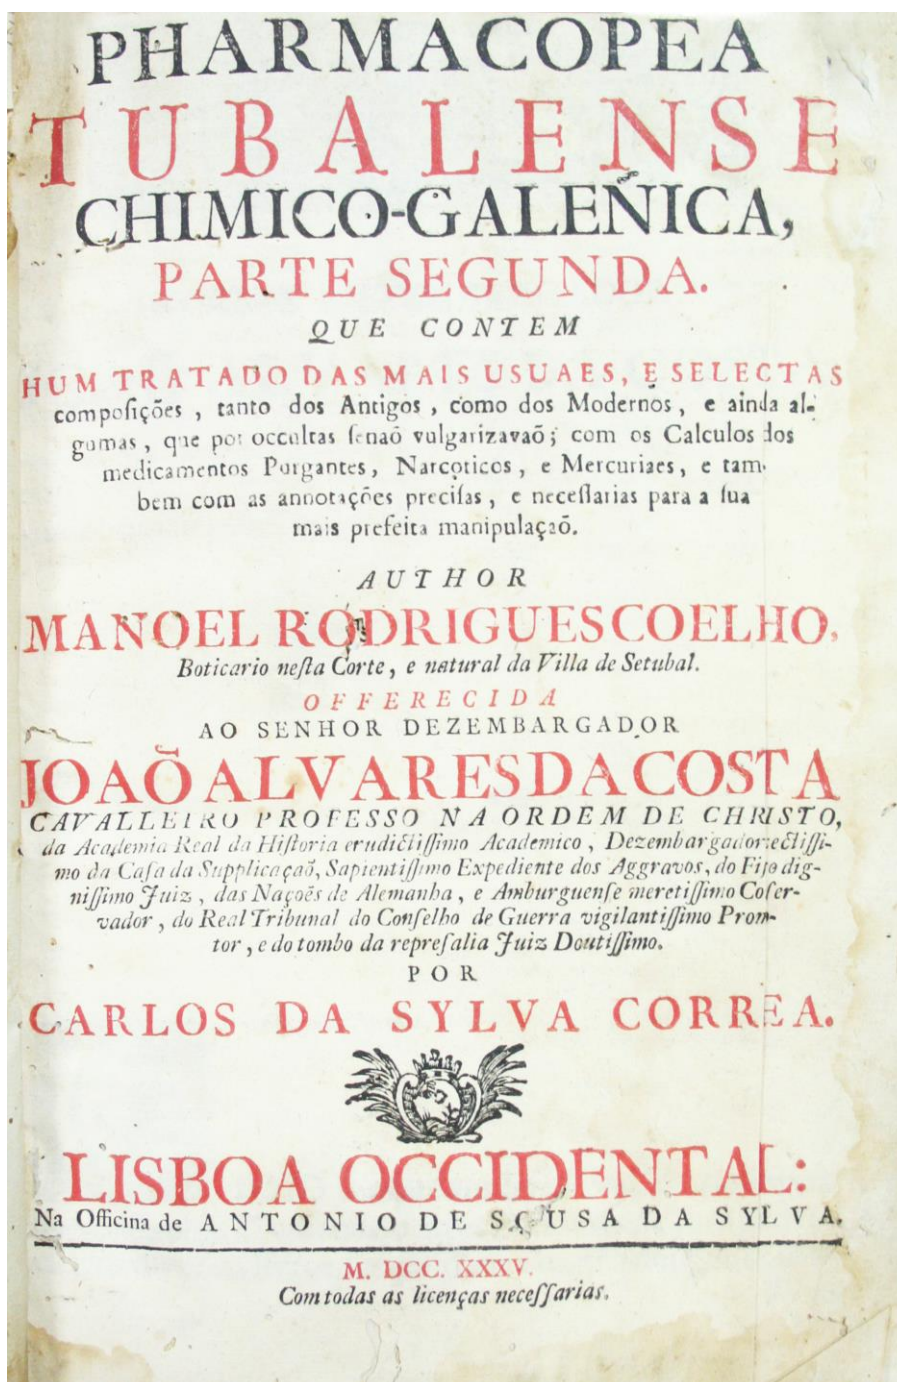 PHARMACOPEA
TUBALENSE
CHIMICO-GALEÑICA,
PARTE SEGUNDA.
QUE CONTEM
HUM TRATADO DAS MAIS USUAES, E SELECTAS
compoſições, tanto dos Antigos, como dos Modernos, e ainda al-
gumas, que por occultas ſenaõ vulgarizavaõ; com os Calculos dos
medicamentos Purgantes, Narcoticos, e Mercuriaes, e tam-
bem com as annotações preciſas, e neceſſarias para a ſua
mais prefeita manipulaçaõ.
AUTHOR
MANOEL RODRIGUES COELHO,
Boticario neſta Corte, e natural da Villa de Setubal.
OFFERECIDA
AO SENHOR DEZEMBARGADOR
JOAÕ ALVARES DA COSTA
CAVALLEIRO PROFESSO NA ORDEM DE CHRISTO,
da Academia Real da Hiſtoria erudictiſſimo Academico, Dezembargador rectiſſi-
mo da Caſa da Supplicaçaõ, Sapientiſſimo Expediente dos Aggravos, do Fiſo dig-
niſſimo Juiz, das Naçoẽs de Alemanha, e Amburguenſe meretiſſimo Coſer-
vador, do Real Tribunal do Conſelho de Guerra vigilantiſſimo Prom-
tor, e do tombo da repreſalia Juiz Doutiſſimo.
POR
CARLOS DA SYLVA CORREA.
LISBOA OCCIDENTAL:
Na Officina de ANTONIO DE SOUSA DA SYLVA.
M. DCC. XXXV.
Com todas as licenças neceſſarias.